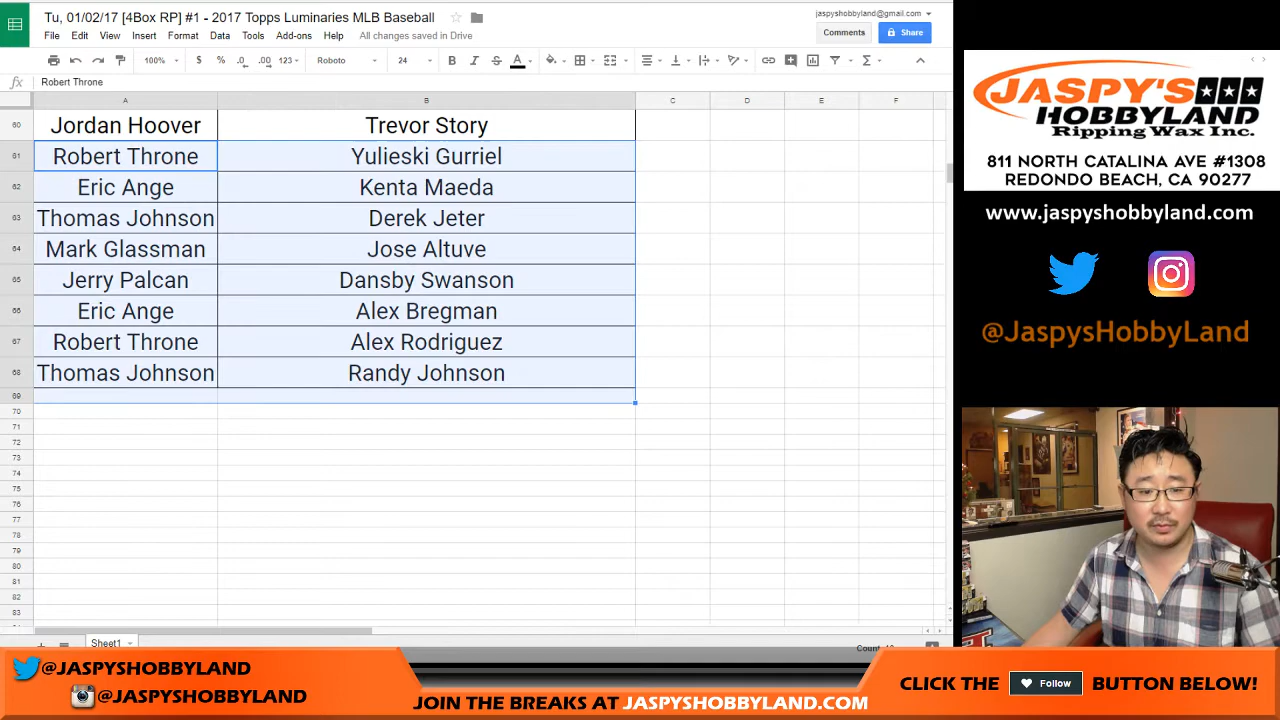 Tu, 01/02/17 [4Box RP] #1 - 2017 Topps Luminaries MLB Baseball
jaspyshobbyland@gmail.com
File Edit View Insert Format Data Tools Add-ons Help All changes saved in Drive
Comments Share
100% $ % .0 .00 123 Roboto 24 B I S A
fx Robert Throne
A B C D E F
60 Jordan Hoover Trevor Story
61 Robert Throne Yulieski Gurriel
62 Eric Ange Kenta Maeda
63 Thomas Johnson Derek Jeter
64 Mark Glassman Jose Altuve
65 Jerry Palcan Dansby Swanson
66 Eric Ange Alex Bregman
67 Robert Throne Alex Rodriguez
68 Thomas Johnson Randy Johnson
69
70
71
72
73
74
75
76
77
78
79
80
81
82
83
Sheet1
JASPY'S
HOBBYLAND
Ripping Wax Inc.
811 NORTH CATALINA AVE #1308
REDONDO BEACH, CA 90277
www.jaspyshobbyland.com
@JaspysHobbyLand
@JASPYSHOBBYLAND
@JASPYSHOBBYLAND
JOIN THE BREAKS AT JASPYSHOBBYLAND.COM
CLICK THE Follow BUTTON BELOW!